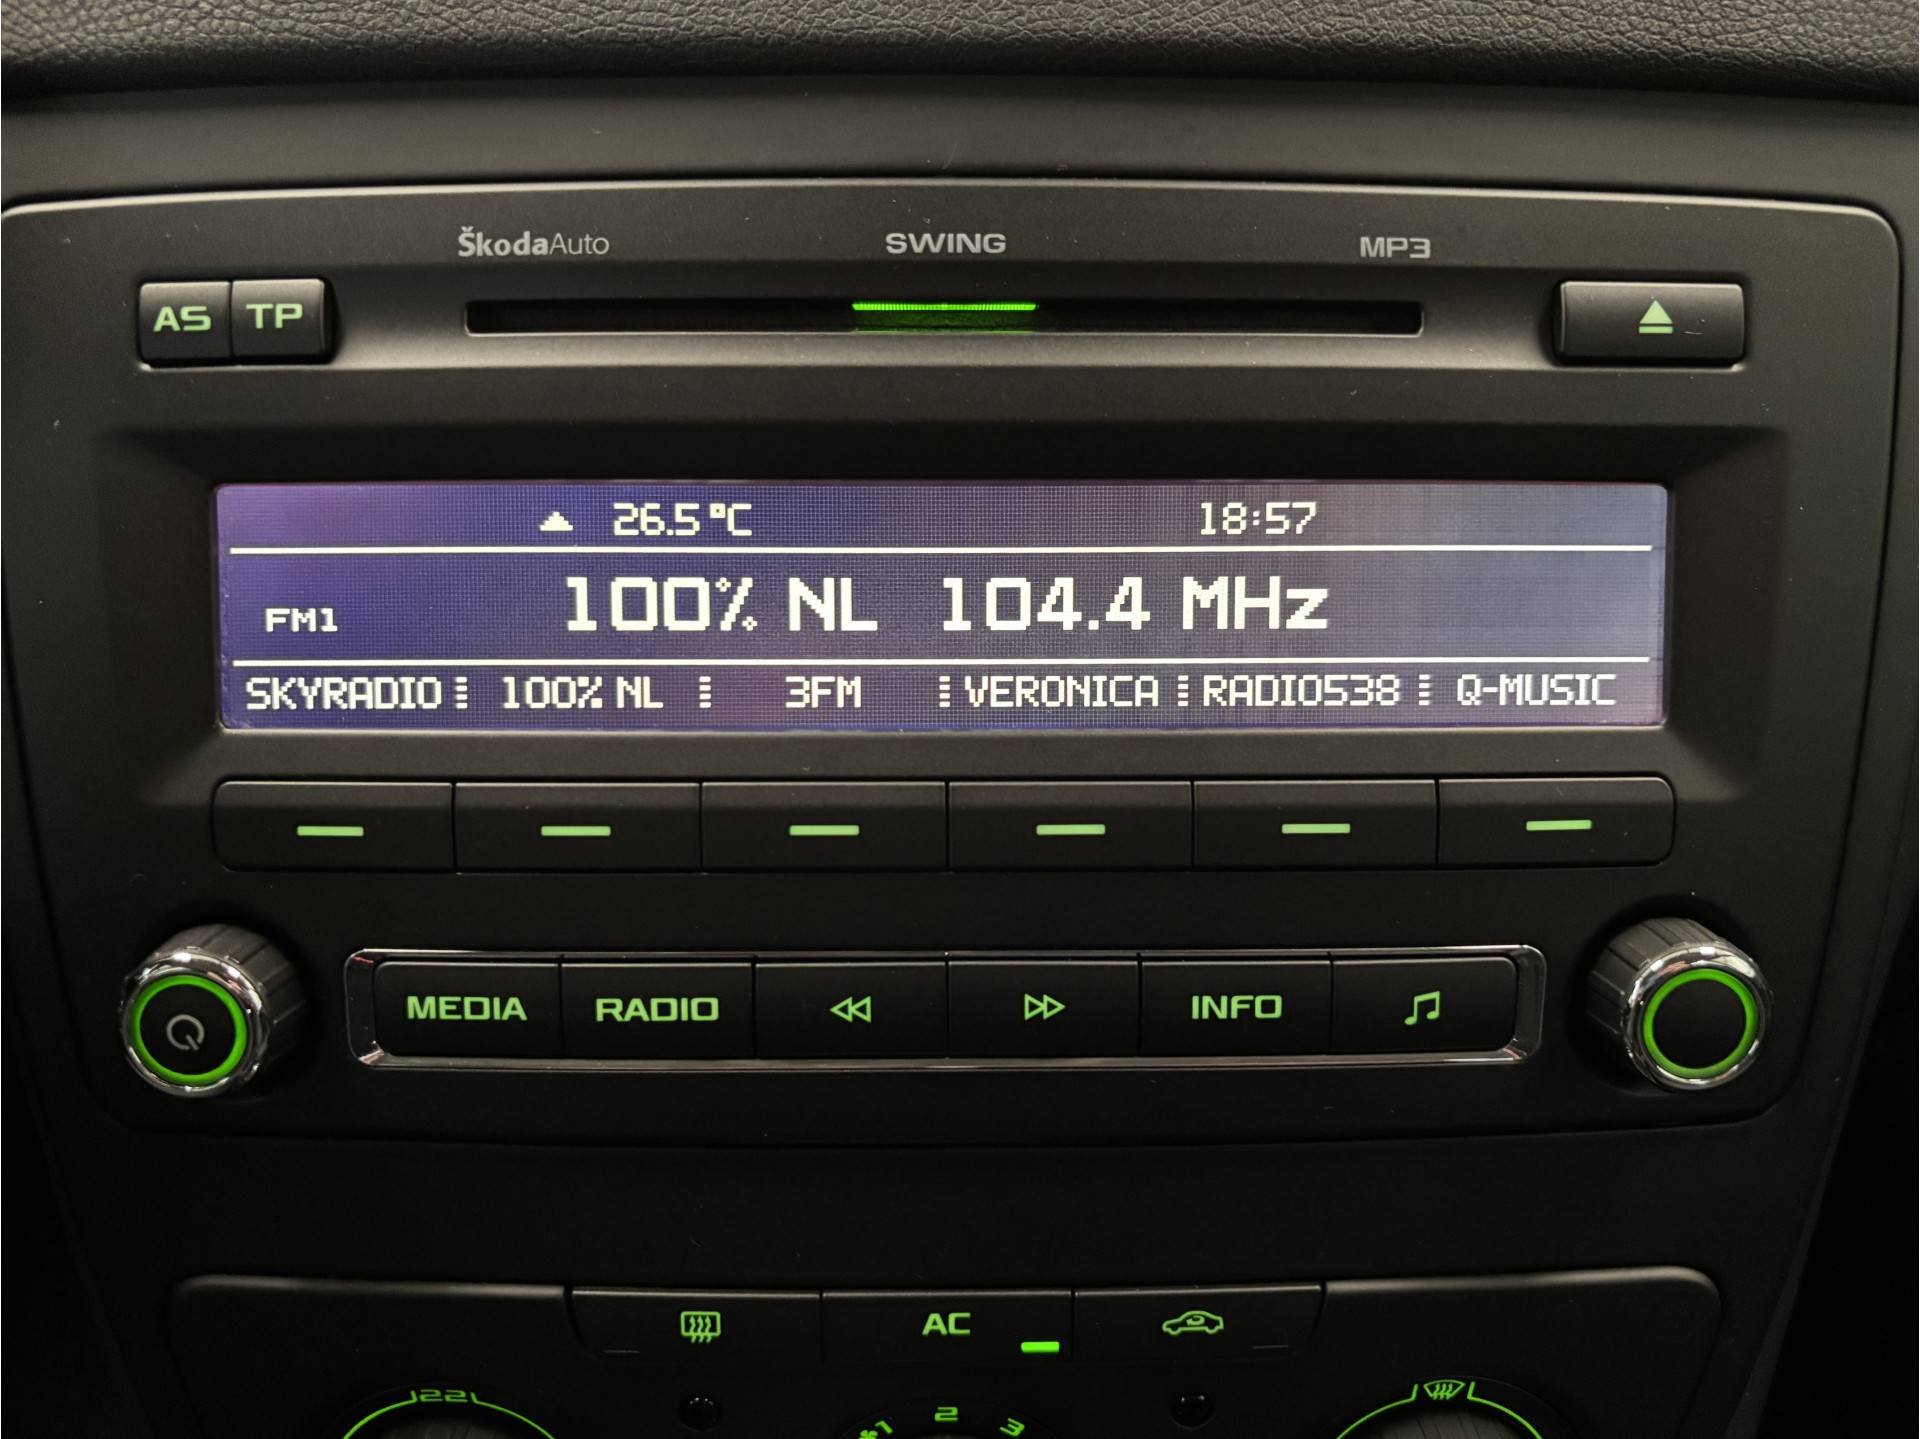 ŠkodaAuto SWING MP3
AS TP
26.5°C 18:57
FM1 100% NL 104.4 MHz
SKYRADIO 100% NL 3FM VERONICA RADIO538 Q-MUSIC
MEDIA RADIO INFO
AC
22
1 2 3